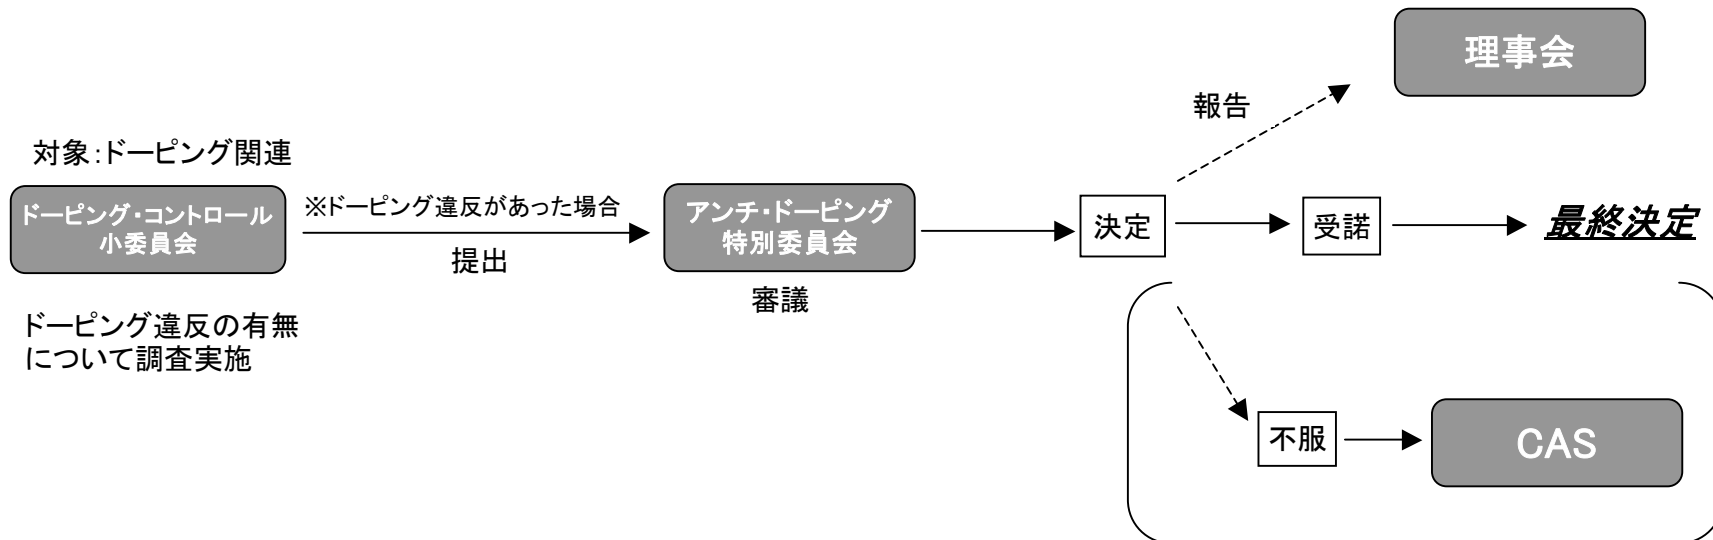 理事会
報告
対象：ドーピング関連
ドーピング・コントロール
小委員会
※ドーピング違反があった場合
提出
アンチ・ドーピング
特別委員会
審議
決定
受諾
最終決定
ドーピング違反の有無
について調査実施
不服
CAS